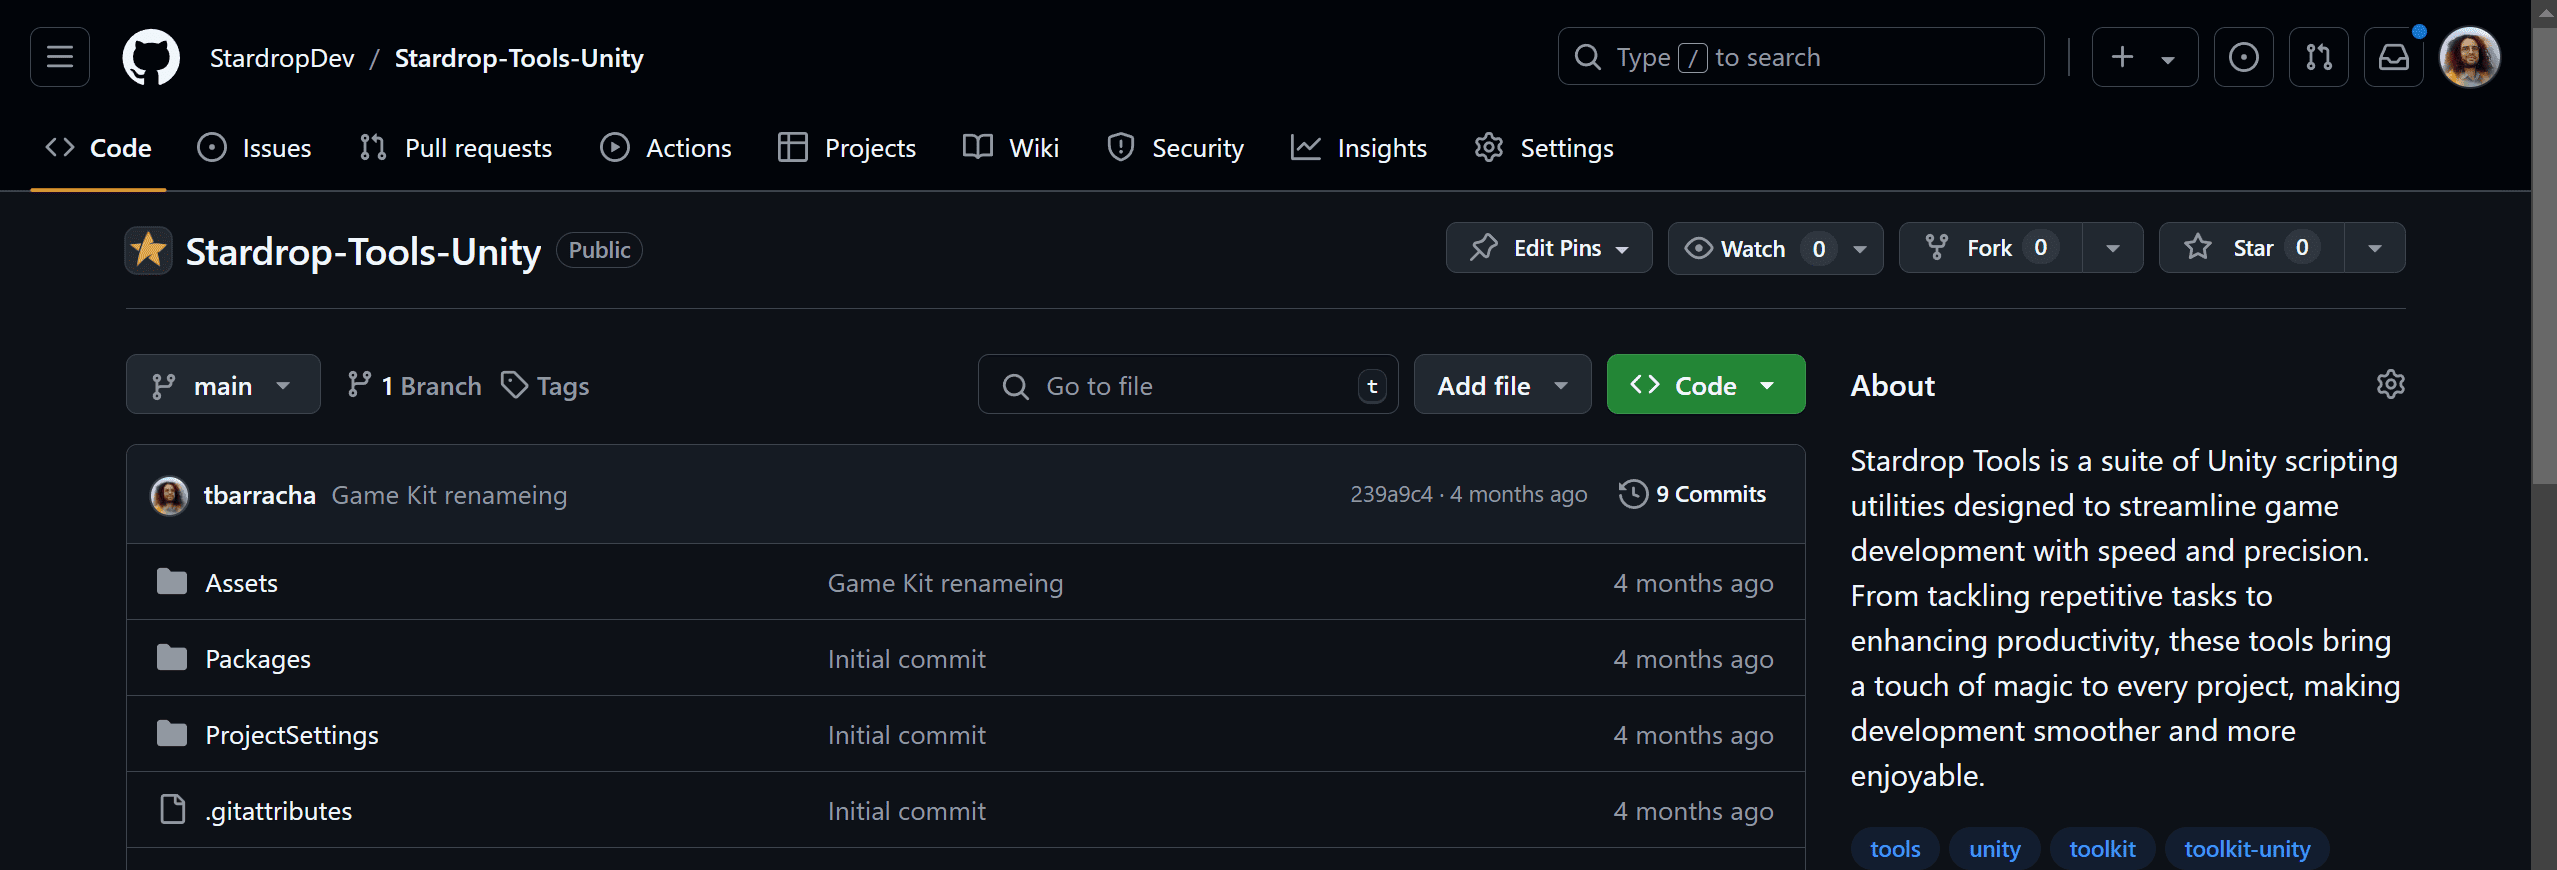 StardropDev / Stardrop-Tools-Unity
Type / to search
Code Issues Pull requests Actions Projects Wiki Security Insights Settings
Stardrop-Tools-Unity Public
Edit Pins Watch 0 Fork 0 Star 0
main 1 Branch Tags
Go to file t Add file Code
tbarracha Game Kit renameing 239a9c4 · 4 months ago 9 Commits
Assets Game Kit renameing 4 months ago
Packages Initial commit 4 months ago
ProjectSettings Initial commit 4 months ago
.gitattributes Initial commit 4 months ago
About
Stardrop Tools is a suite of Unity scripting
utilities designed to streamline game
development with speed and precision.
From tackling repetitive tasks to
enhancing productivity, these tools bring
a touch of magic to every project, making
development smoother and more
enjoyable.
tools unity toolkit toolkit-unity